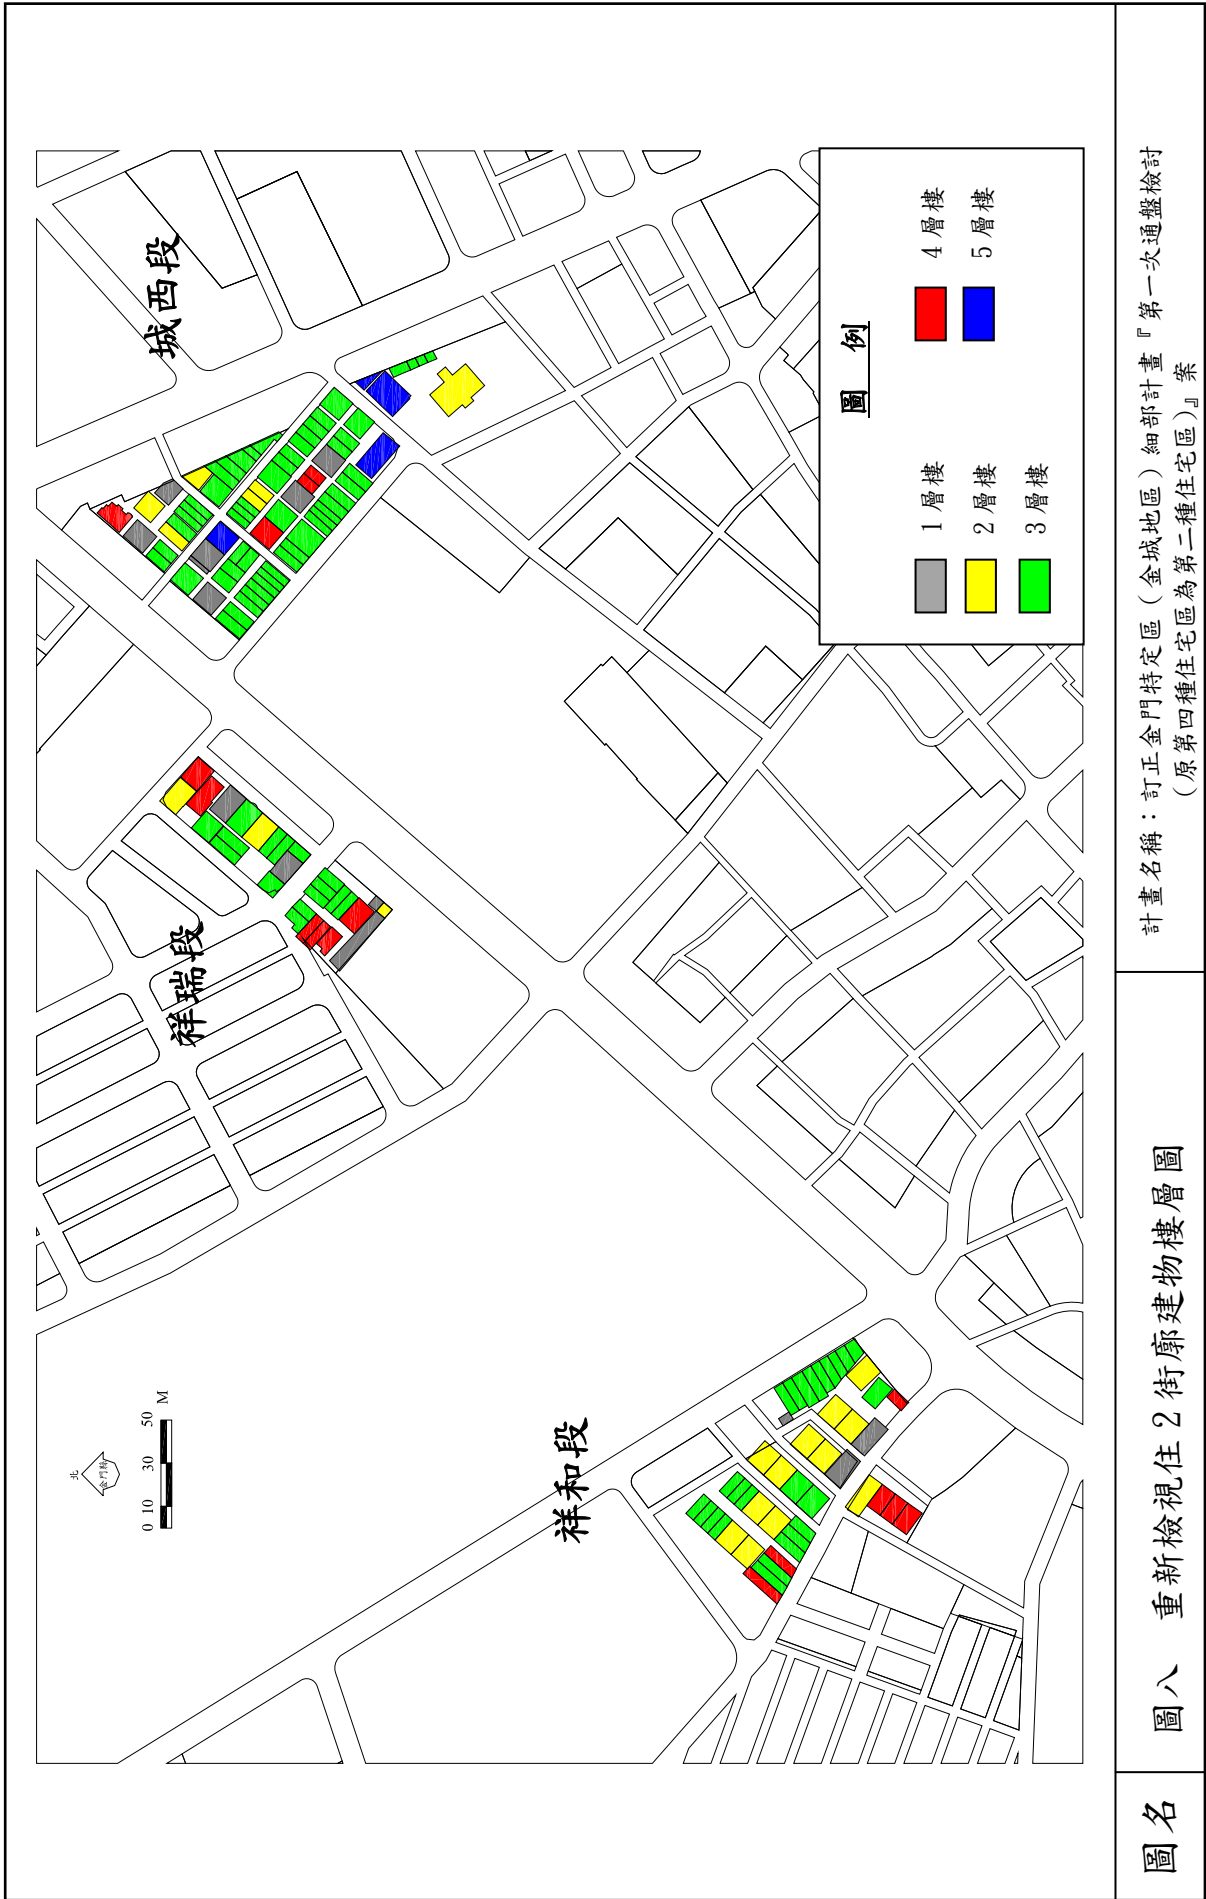 城西段
祥瑞段
祥和段
北
金門縣
0 10 30 50 M
圖 例
1 層樓
2 層樓
3 層樓
4 層樓
5 層樓
圖名
圖八 重新檢視住 2 街廓建物樓層圖
計畫名稱：訂正金門特定區（金城地區）細部計畫『第一次通盤檢討
（原第四種住宅區為第二種住宅區）』案